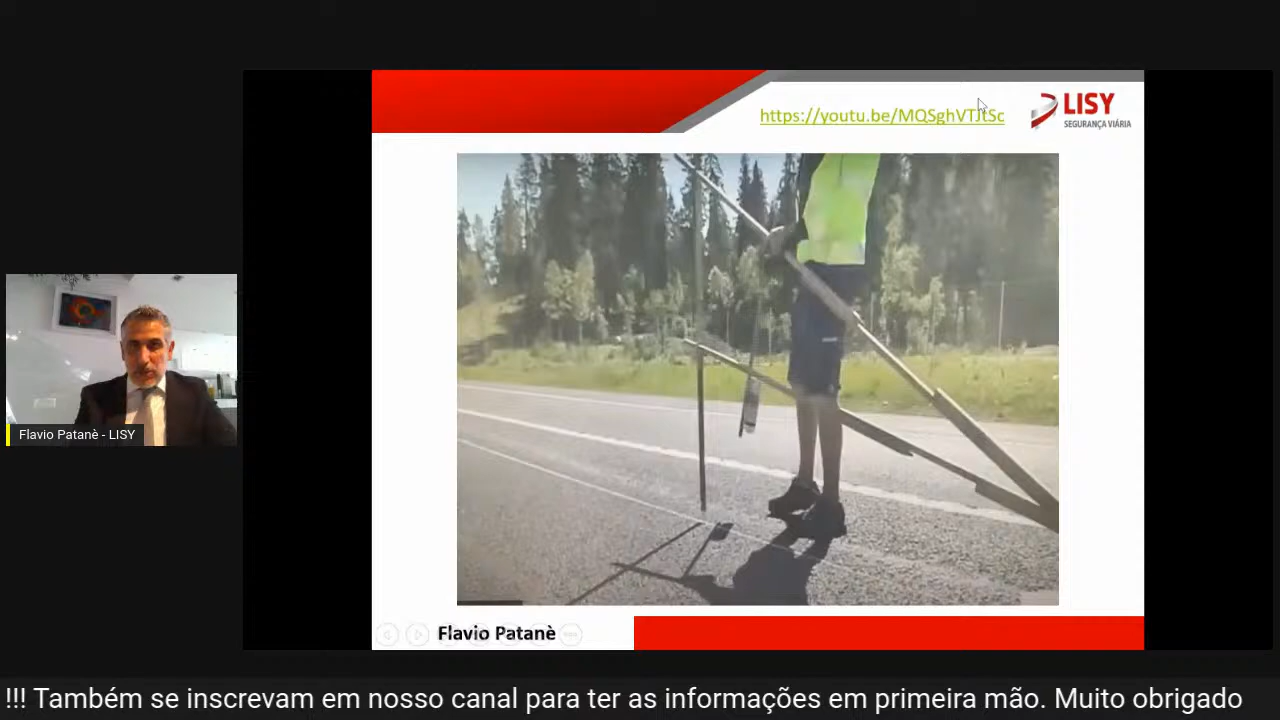 https://youtu.be/MQSghVTJtSc
LISY
SEGURANÇA VIÁRIA
Flavio Patanè - LISY
Flavio Patanè
!!! Também se inscrevam em nosso canal para ter as informações em primeira mão. Muito obrigado